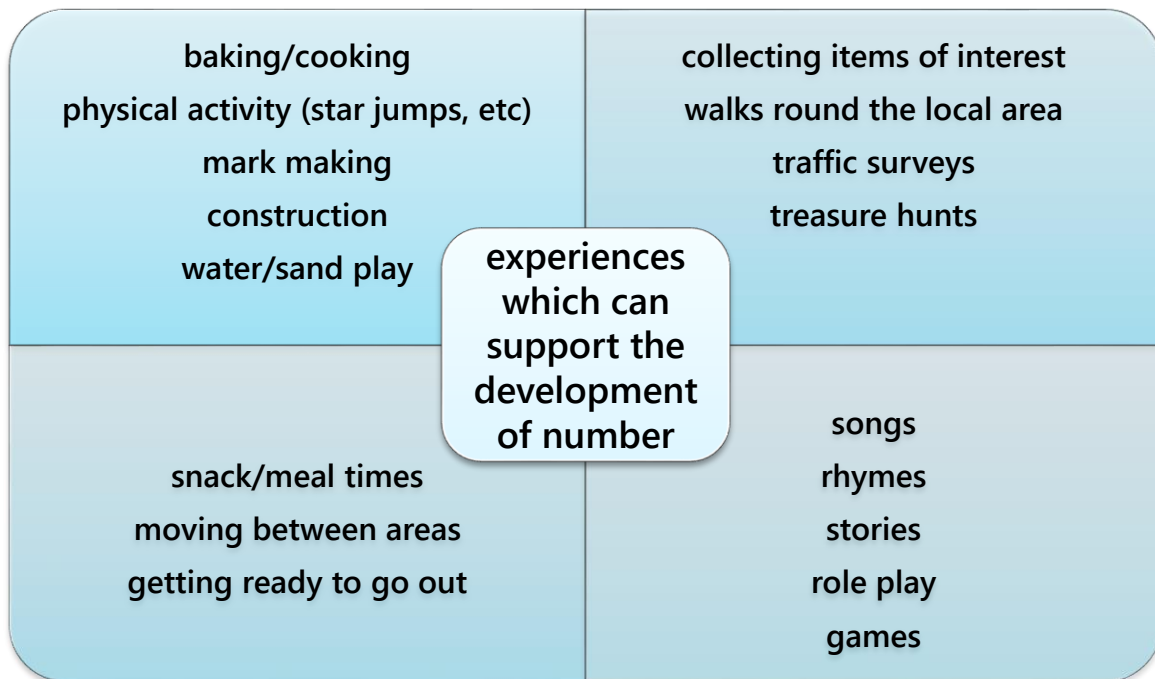 baking/cooking
physical activity (star jumps, etc)
mark making
construction
water/sand play
collecting items of interest
walks round the local area
traffic surveys
treasure hunts
experiences
which can
support the
development
of number
snack/meal times
moving between areas
getting ready to go out
songs
rhymes
stories
role play
games